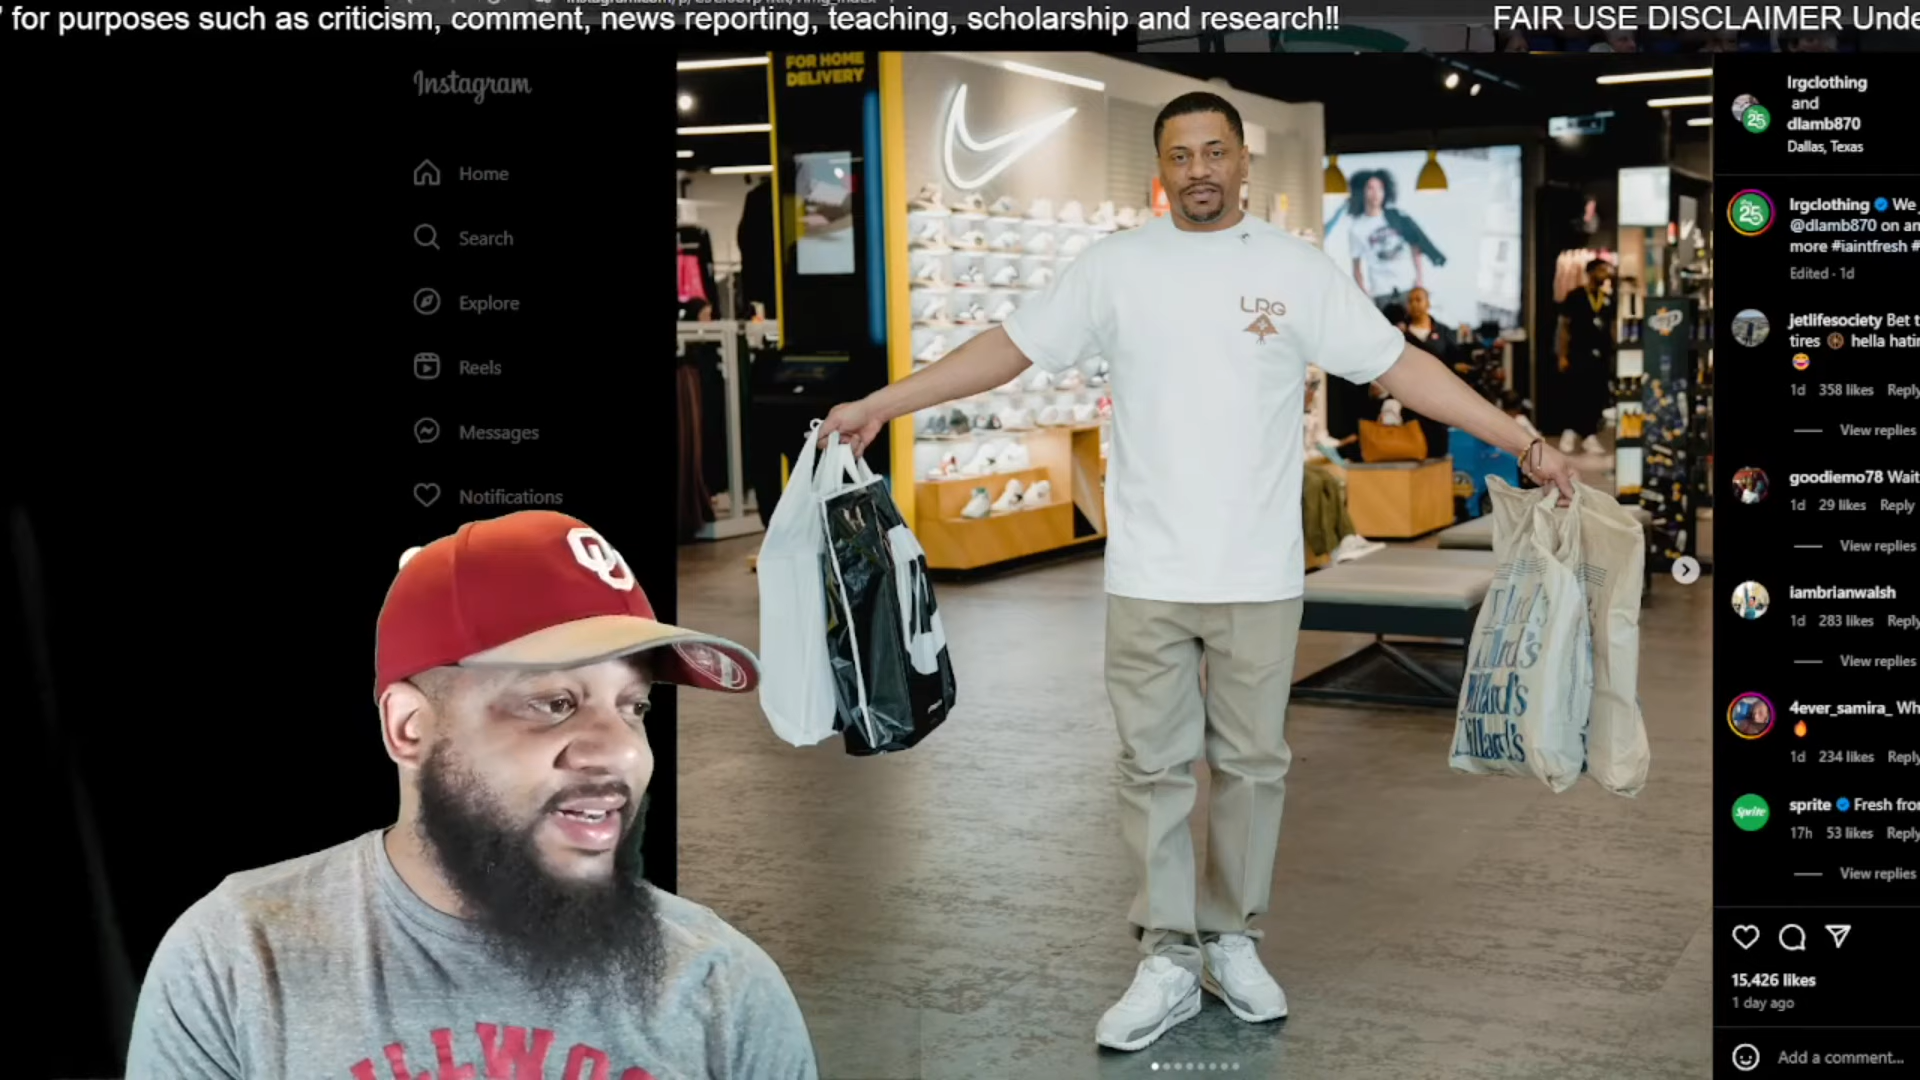 for purposes such as criticism, comment, news reporting, teaching, scholarship and research!!
FAIR USE DISCLAIMER Unde
Instagram
Home
Search
Explore
Reels
Messages
Notifications
FOR HOME
DELIVERY
LRG
Dillard's
Dillard's
OU
lrgclothing
and
dlamb870
Dallas, Texas
25
lrgclothing We
@dlamb870 on an
more #iaintfresh #
Edited · 1d
jetlifesociety Bet t
tires hella hatin
1d 358 likes Reply
View replies
goodiemo78 Wait
1d 29 likes Reply
View replies
iambrianwalsh
1d 283 likes Reply
View replies
4ever_samira_ Wh
1d 234 likes Reply
Sprite
sprite Fresh fro
17h 53 likes Reply
View replies
15,426 likes
1 day ago
Add a comment...